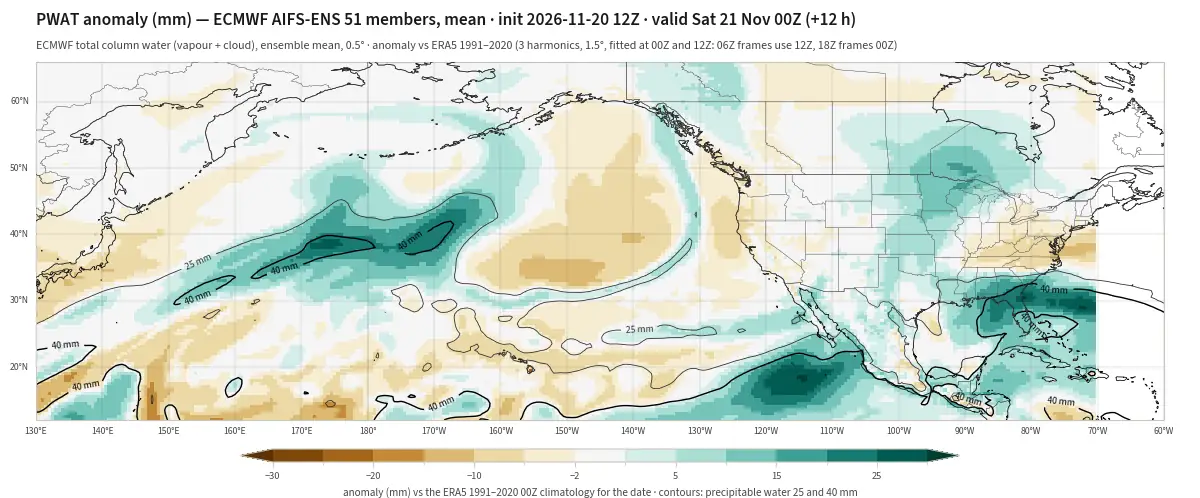 PWAT anomaly (mm) — ECMWF AIFS-ENS 51 members, mean · init 2026-11-20 12Z · valid Sat 21 Nov 00Z (+12 h)
ECMWF total column water (vapour + cloud), ensemble mean, 0.5° · anomaly vs ERA5 1991–2020 (3 harmonics, 1.5°, fitted at 00Z and 12Z: 06Z frames use 12Z, 18Z frames 00Z)
60°N
50°N
40°N
30°N
20°N
25 mm
40 mm
40 mm
40 mm
40 mm
25 mm
40 mm
40 mm
40 mm
40 mm
40 mm
40 mm
130°E 140°E 150°E 160°E 170°E 180° 170°W 160°W 150°W 140°W 130°W 120°W 110°W 100°W 90°W 80°W 70°W 60°W
−30 −20 −10 −2 5 15 25
anomaly (mm) vs the ERA5 1991–2020 00Z climatology for the date · contours: precipitable water 25 and 40 mm